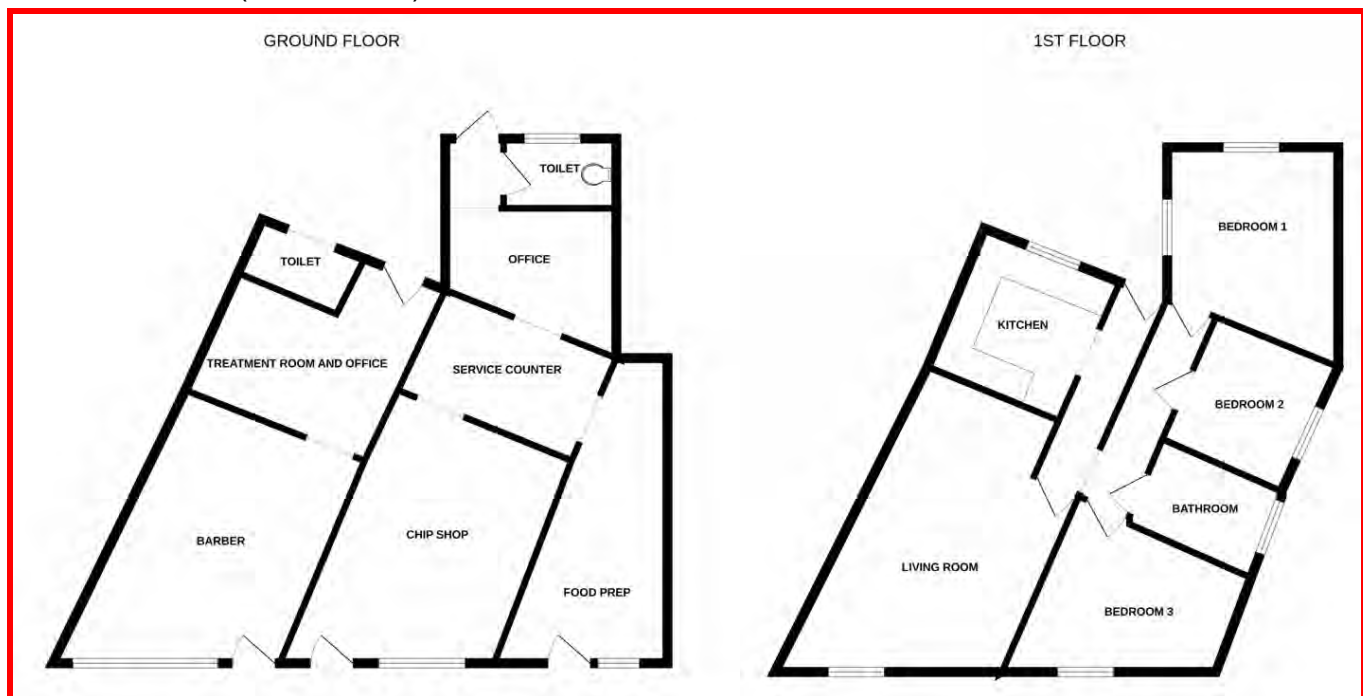 GROUND FLOOR
TOILET
TOILET
OFFICE
TREATMENT ROOM AND OFFICE
SERVICE COUNTER
BARBER
CHIP SHOP
FOOD PREP
1ST FLOOR
BEDROOM 1
KITCHEN
BEDROOM 2
BATHROOM
LIVING ROOM
BEDROOM 3